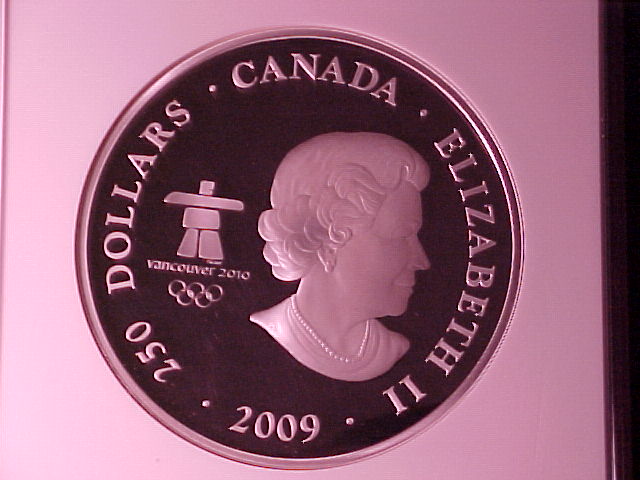 250 DOLLARS · CANADA · ELIZABETH II · 2009 ·
vancouver 2010